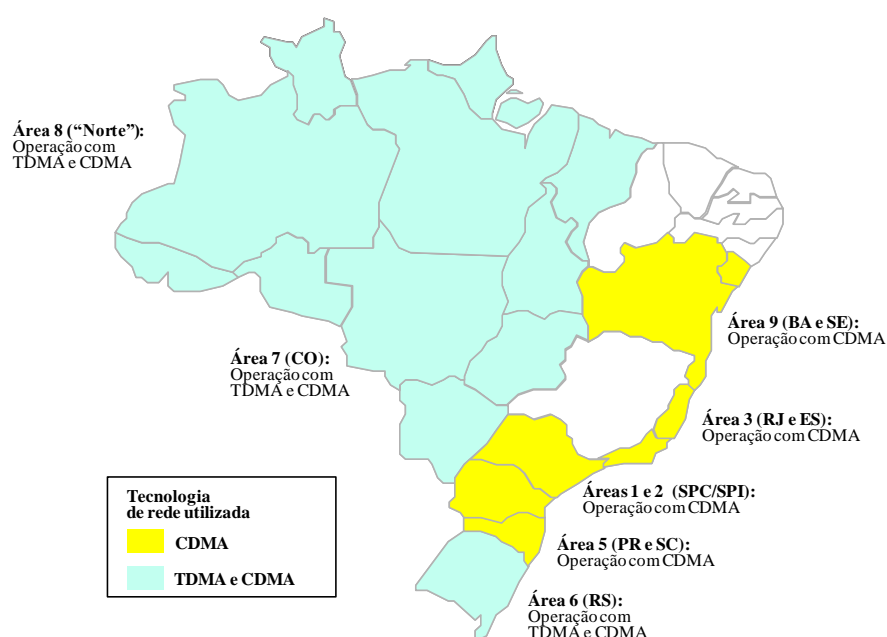 Área 8 (“Norte”):
Operação com
TDMA e CDMA
Área 9 (BA e SE):
Operação com CDMA
Área 7 (CO):
Operação com
TDMA e CDMA
Área 3 (RJ e ES):
Operação com CDMA
Tecnologia
de rede utilizada
CDMA
TDMA e CDMA
Áreas 1 e 2 (SPC/SPI):
Operação com CDMA
Área 5 (PR e SC):
Operação com CDMA
Área 6 (RS):
Operação com
TDMA e CDMA